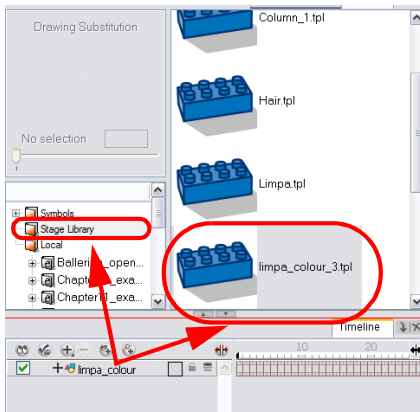 Drawing Substitution
Column_1.tpl
Hair.tpl
No selection
Limpa.tpl
Symbols
Stage Library
Local
Ballerina_open...
limpa_colour_3.tpl
Chapter11_exa...
Timeline
10 20
limpa_colour